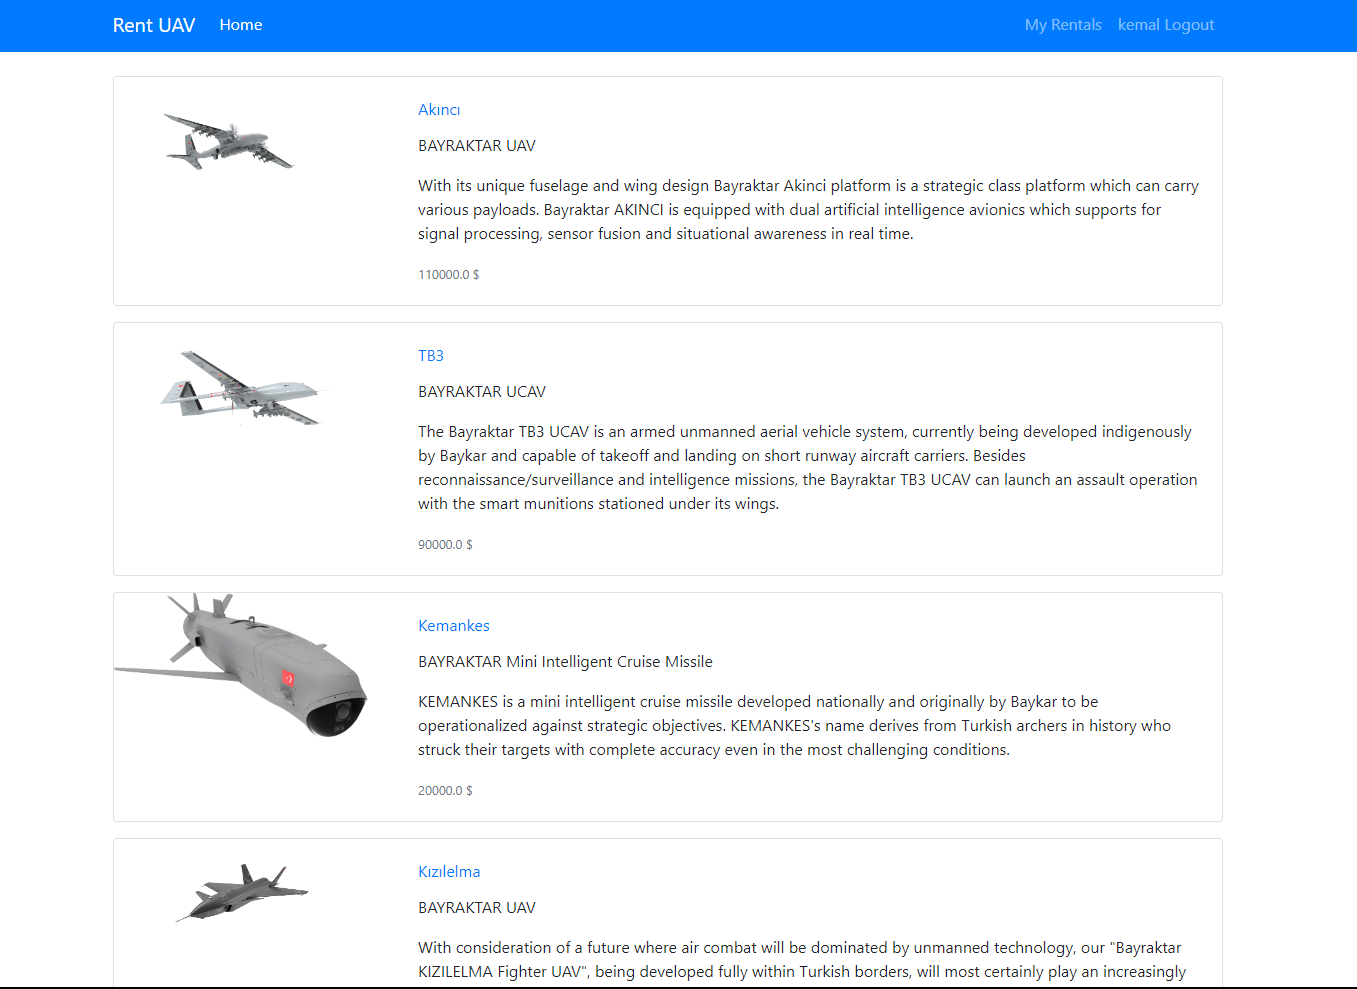 Rent UAV Home My Rentals kemal Logout
Akıncı
BAYRAKTAR UAV
With its unique fuselage and wing design Bayraktar Akinci platform is a strategic class platform which can carry
various payloads. Bayraktar AKINCI is equipped with dual artificial intelligence avionics which supports for
signal processing, sensor fusion and situational awareness in real time.
110000.0 $
TB3
BAYRAKTAR UCAV
The Bayraktar TB3 UCAV is an armed unmanned aerial vehicle system, currently being developed indigenously
by Baykar and capable of takeoff and landing on short runway aircraft carriers. Besides
reconnaissance/surveillance and intelligence missions, the Bayraktar TB3 UCAV can launch an assault operation
with the smart munitions stationed under its wings.
90000.0 $
Kemankes
BAYRAKTAR Mini Intelligent Cruise Missile
KEMANKES is a mini intelligent cruise missile developed nationally and originally by Baykar to be
operationalized against strategic objectives. KEMANKES's name derives from Turkish archers in history who
struck their targets with complete accuracy even in the most challenging conditions.
20000.0 $
Kızılelma
BAYRAKTAR UAV
With consideration of a future where air combat will be dominated by unmanned technology, our "Bayraktar
KIZILELMA Fighter UAV", being developed fully within Turkish borders, will most certainly play an increasingly